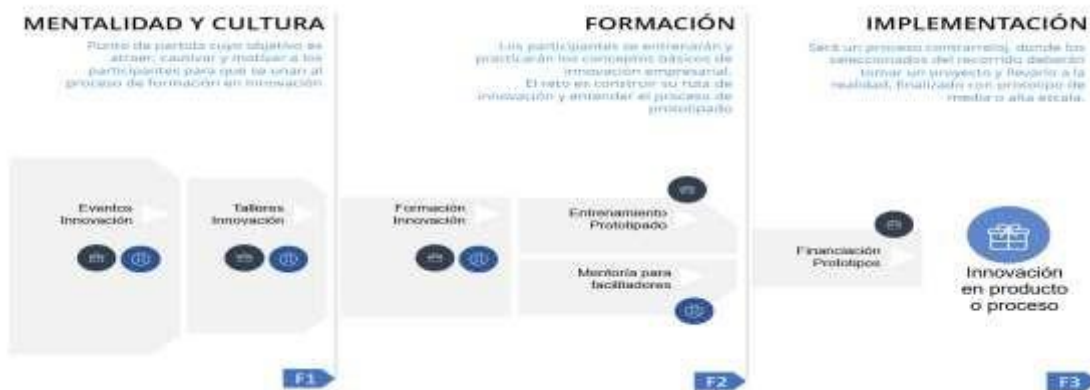 MENTALIDAD Y CULTURA
Punto de partida cuyo objetivo es
atraer, cautivar y motivar a los
participantes para que se unan al
proceso de formación en innovación
FORMACIÓN
Los participantes se entrenarán y
practicarán los conceptos básicos de
innovación empresarial.
El reto es construir su ruta de
innovación y entender el proceso de
prototipado
IMPLEMENTACIÓN
Será un proceso contrarreloj, donde los
seleccionados del recorrido deberán
tomar un proyecto y llevarlo a la
realidad, finalizado con prototipo de
media o alta escala.
Eventos
Innovación
Talleres
Innovación
Formación
Innovación
Entrenamiento
Prototipado
Mentoría para
facilitadores
Financiación
Prototipos
Innovación
en producto
o proceso
F1
F2
F3